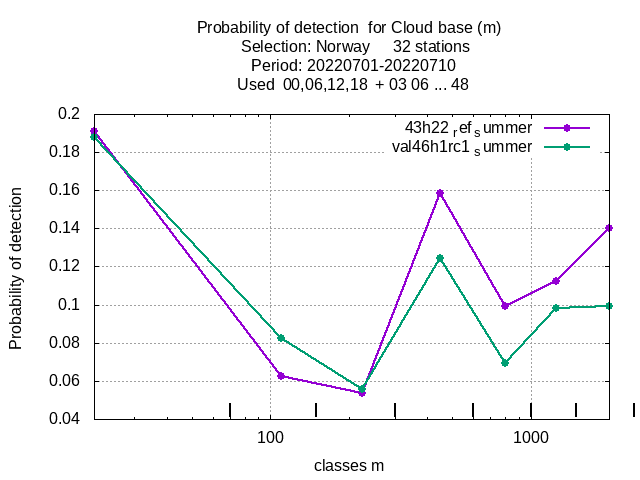 Probability of detection for Cloud base (m)
Selection: Norway 32 stations
Period: 20220701-20220710
Used 00,06,12,18 + 03 06 ... 48
43h22 refsummer
val46h1rc1 summer
0.2
0.18
0.16
0.14
0.12
0.1
0.08
0.06
0.04
Probability of detection
100
1000
classes m